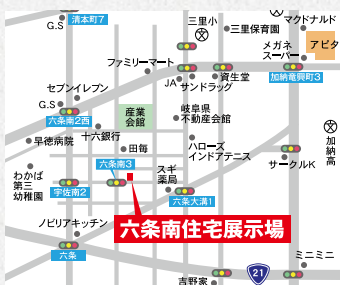 清本町7
G.S
三里小
文
三里保育園
マクドナルド
メガネ
スーパー
アピタ
ファミリーマート
JA
サンドラッグ
資生堂
加納竜興町3
セブンイレブン
G.S
六条南2西
産業
会館
岐阜県
不動産会館
十六銀行
早徳病院
田毎
ハローズ
インドアテニス
文
加納高
サークルK
六条南3
スギ
薬局
わかば
第三
幼稚園
宇佐南2
六条大溝1
ノビリアキッチン
六条南住宅展示場
六条
ミニミニ
21
吉野家